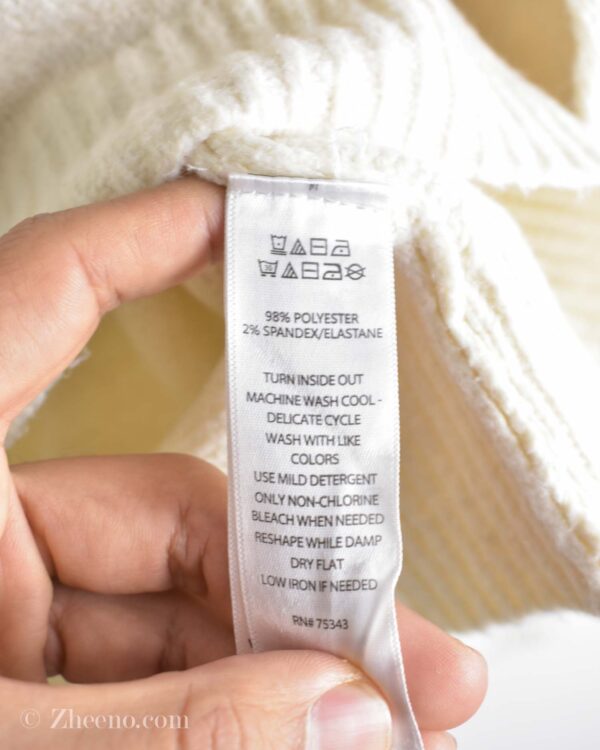 98% POLYESTER
2% SPANDEX/ELASTANE
TURN INSIDE OUT
MACHINE WASH COOL -
DELICATE CYCLE
WASH WITH LIKE
COLORS
USE MILD DETERGENT
ONLY NON-CHLORINE
BLEACH WHEN NEEDED
RESHAPE WHILE DAMP
DRY FLAT
LOW IRON IF NEEDED
RN# 75343
© Zheeno.com